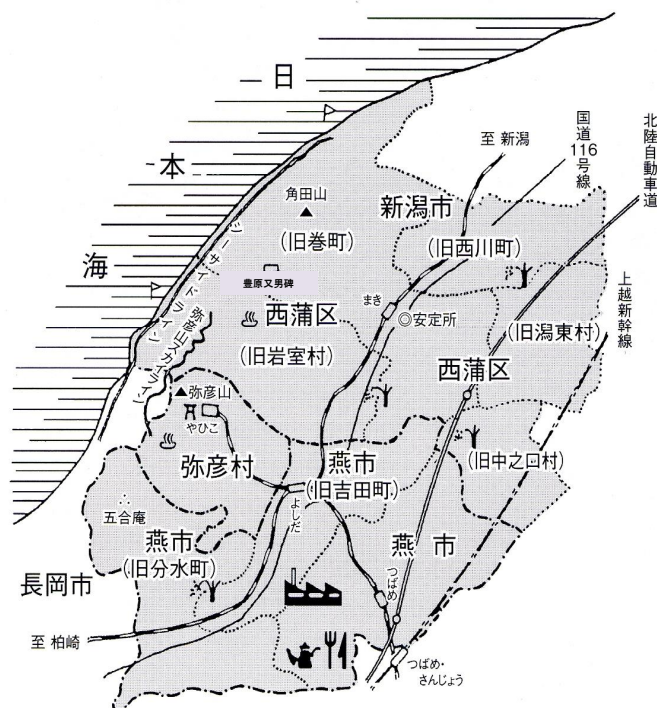 日
本
海
至 新潟
国道116号線
北陸自動車道
上越新幹線
角田山
新潟市
(旧巻町)
(旧西川町)
シーサイドライン
弥彦山スカイライン
豊原又男碑
まき
◎安定所
西蒲区
(旧岩室村)
(旧潟東村)
西蒲区
弥彦山
やひこ
弥彦村
燕市
(旧吉田町)
(旧中之口村)
よしだ
五合庵
燕市
(旧分水町)
燕 市
つばめ
長岡市
至 柏崎
つばめ・
さんじょう